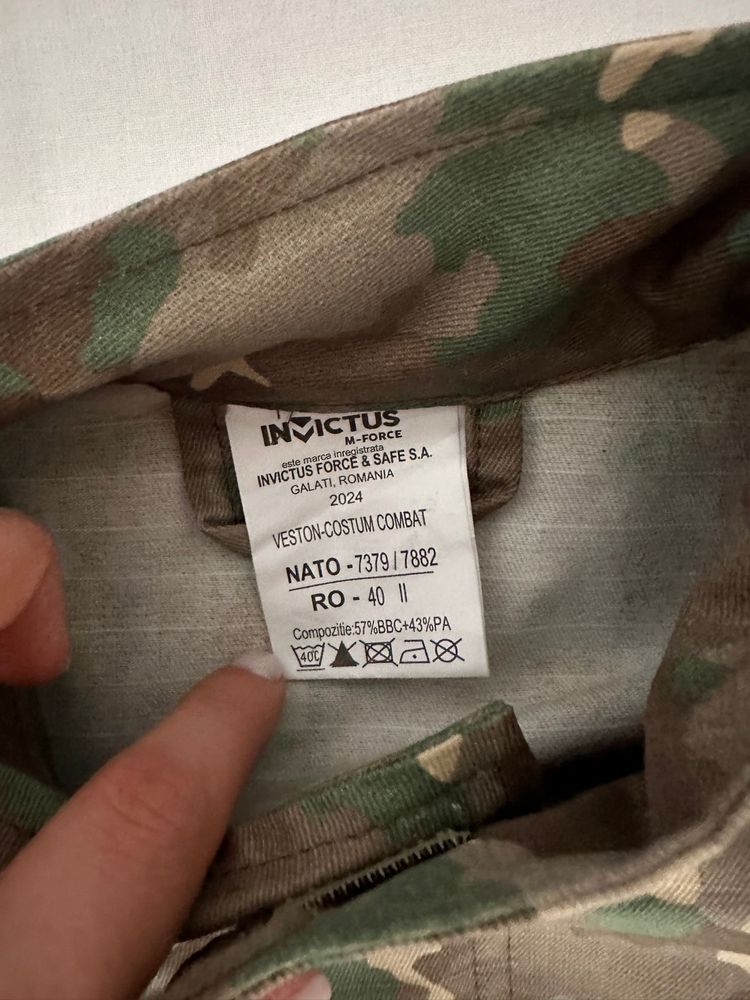 INVICTUS
M-FORCE
este marca inregistrata
INVICTUS FORCE & SAFE S.A.
GALATI, ROMANIA
2024
VESTON-COSTUM COMBAT
NATO -7379 / 7882
RO - 40 II
Compozitie:57%BBC+43%PA
40C